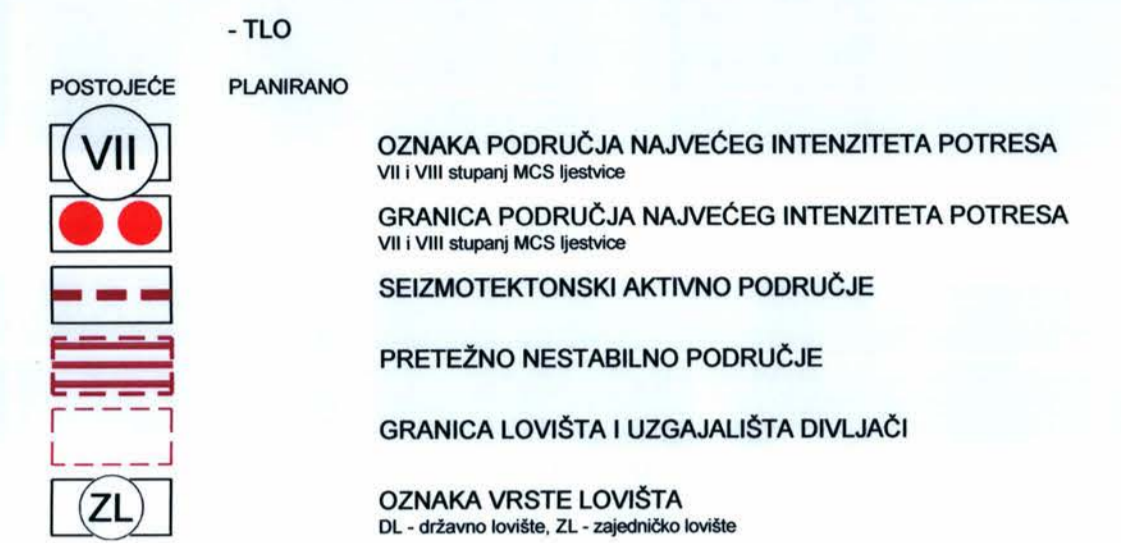 - TLO
POSTOJEĆE PLANIRANO
VII OZNAKA PODRUČJA NAJVEĆEG INTENZITETA POTRESA
VII i VIII stupanj MCS ljestvice
GRANICA PODRUČJA NAJVEĆEG INTENZITETA POTRESA
VII i VIII stupanj MCS ljestvice
SEIZMOTEKTONSKI AKTIVNO PODRUČJE
PRETEŽNO NESTABILNO PODRUČJE
GRANICA LOVIŠTA I UZGAJALIŠTA DIVLJAČI
ZL OZNAKA VRSTE LOVIŠTA
DL - državno lovište, ZL - zajedničko lovište